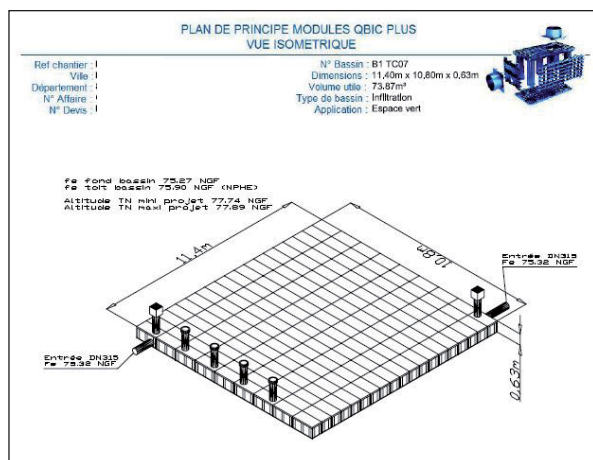 PLAN DE PRINCIPE MODULES QBIC PLUS
VUE ISOMETRIQUE
Ref chantier :
Ville :
Département :
N° Affaire :
N° Devis :
N° Bassin : B1 TC07
Dimensions : 11,40m x 10,80m x 0,63m
Volume utile : 73.87m³
Type de bassin : Infiltration
Application : Espace vert
fe fond bassin 75.27 NGF
fe toit bassin 75.90 NGF (NPHE)
Altitude TN mini projet 77.74 NGF
Altitude TN maxi projet 77.89 NGF
11.4m
10.8m
Entrée DN315
Fe 75.32 NGF
Entrée DN315
Fe 75.32 NGF
0.63m